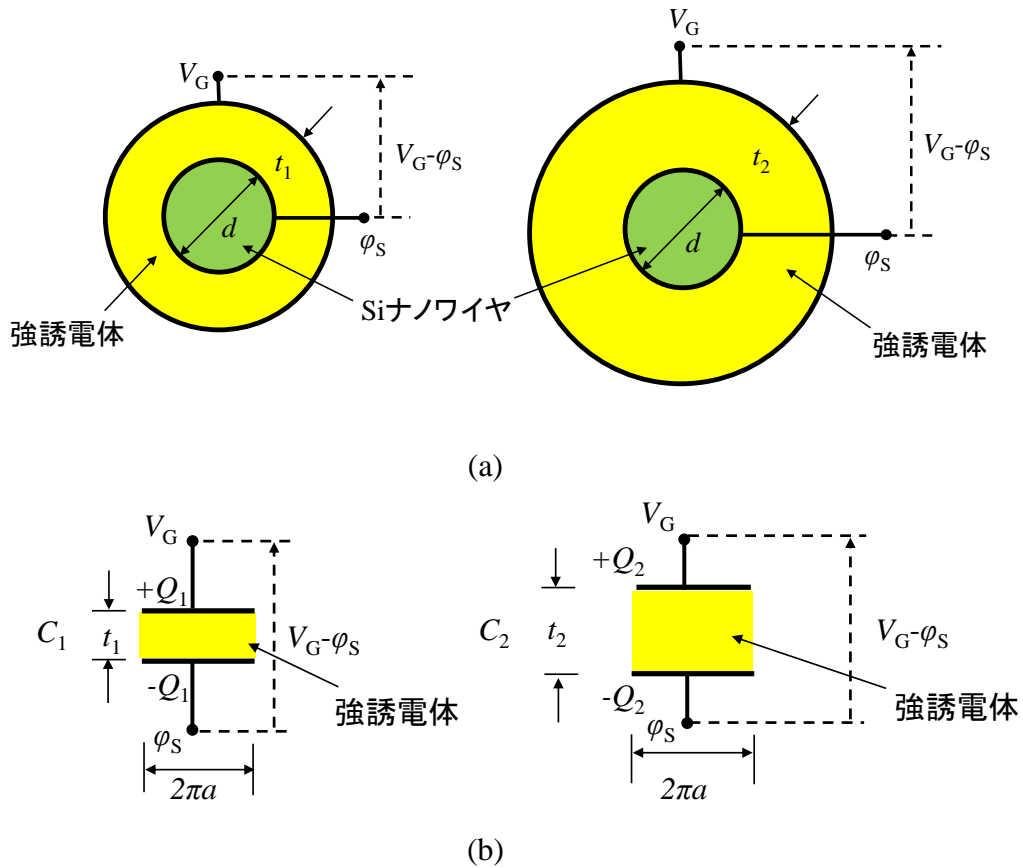 V_G
V_G
V_G-φ_S
V_G-φ_S
t_1
t_2
d
d
φ_S
φ_S
強誘電体
Siナノワイヤ
強誘電体
(a)
V_G
V_G
+Q_1
+Q_2
C_1
t_1
V_G-φ_S
C_2
t_2
V_G-φ_S
-Q_1
-Q_2
強誘電体
強誘電体
φ_S
φ_S
2πa
2πa
(b)